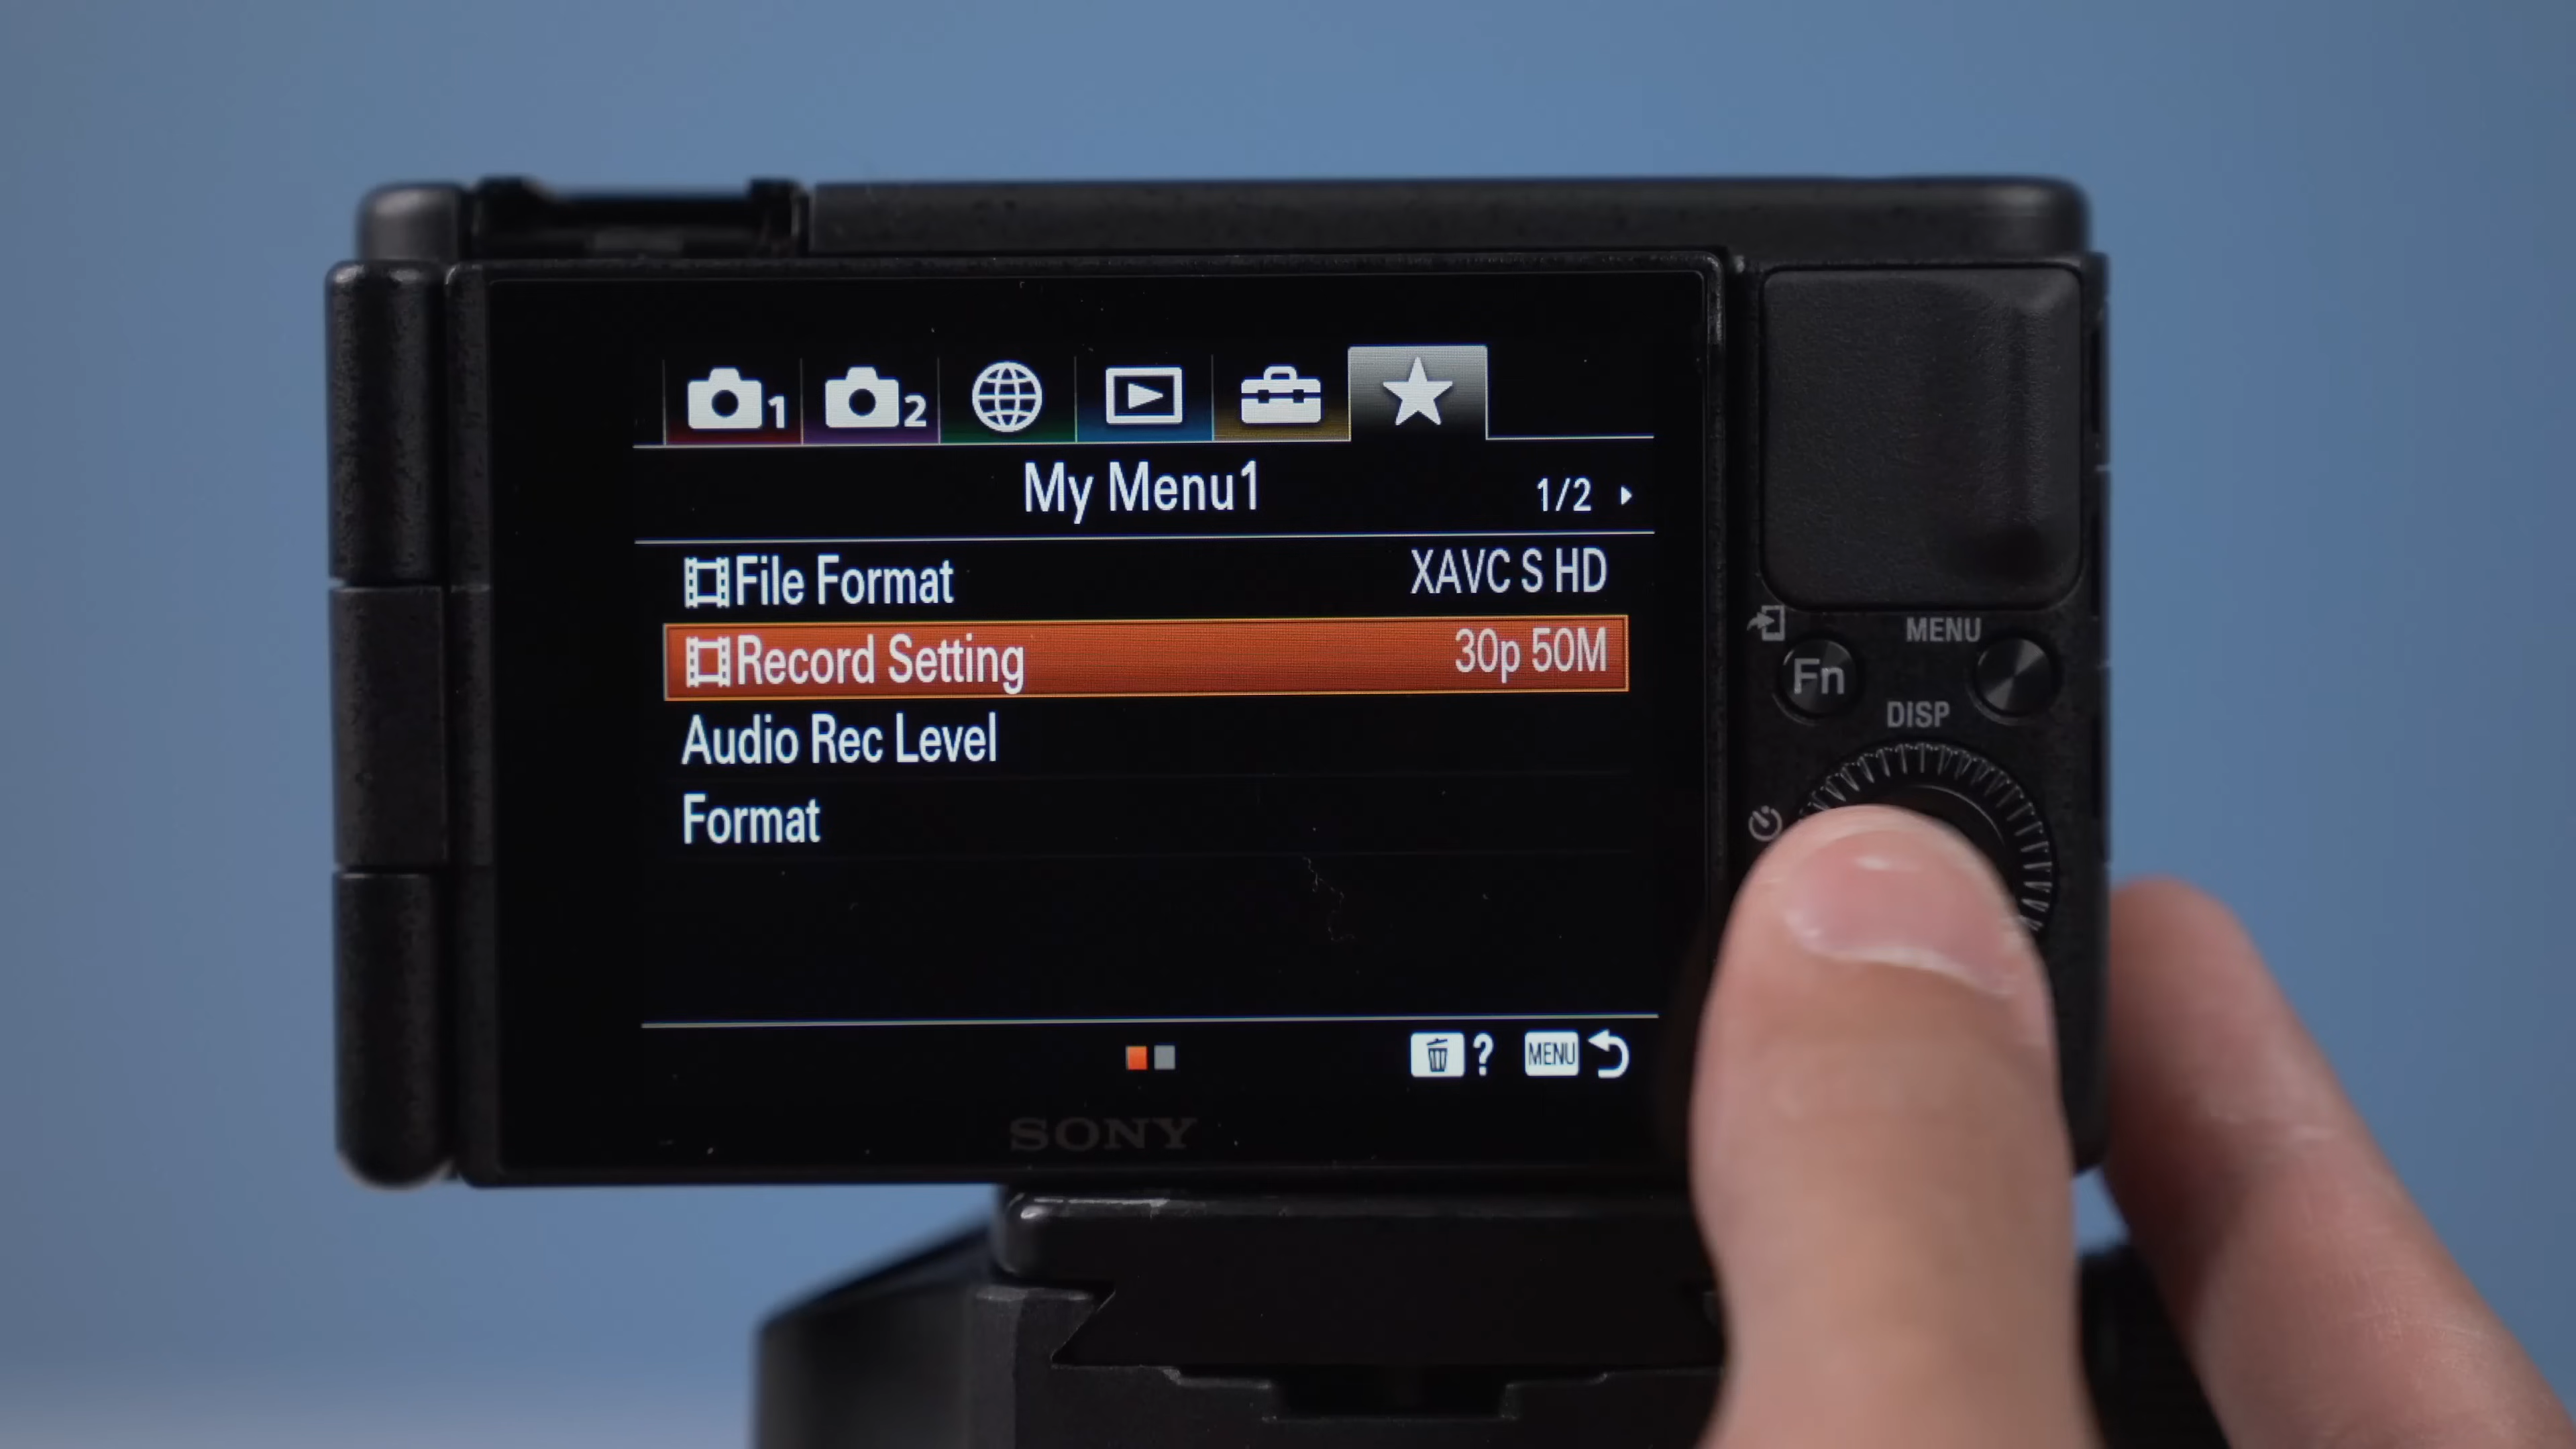 1 2
My Menu1 1/2
File Format XAVC S HD
Record Setting 30p 50M
Audio Rec Level
Format
? MENU
SONY
MENU
Fn
DISP